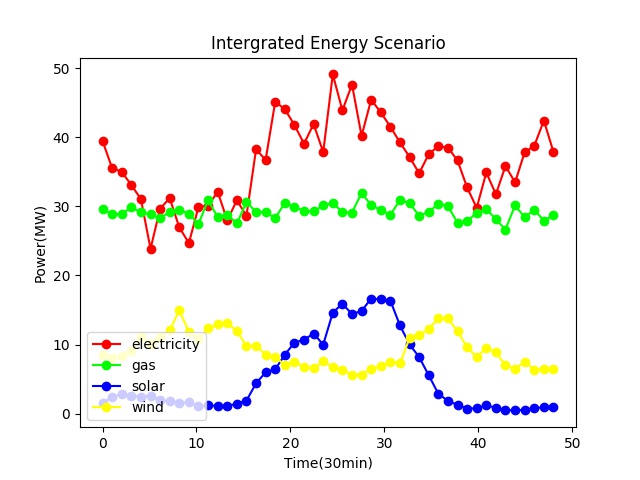 Intergrated Energy Scenario
Power(MW)
50
40
30
20
10
0
electricity
gas
solar
wind
0 10 20 30 40 50
Time(30min)